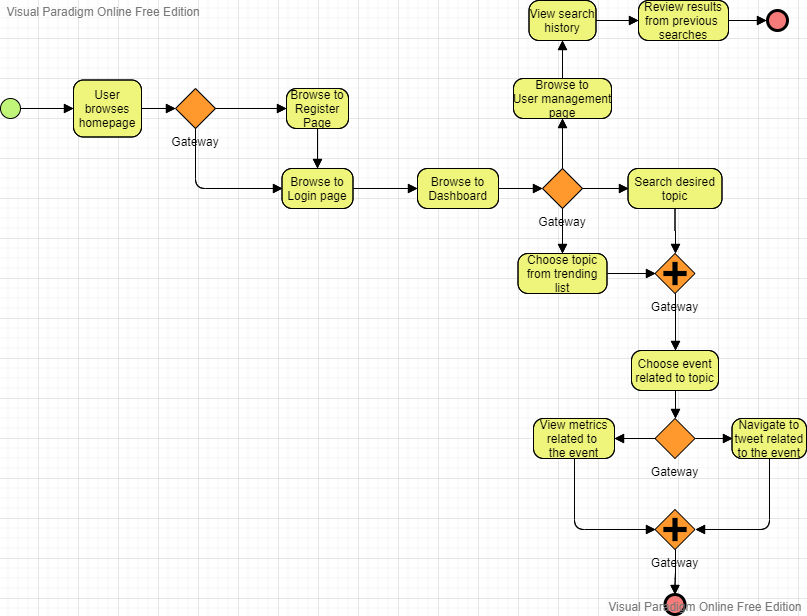 Visual Paradigm Online Free Edition
View search
history
Review results
from previous
searches
User
browses
homepage
Gateway
Browse to
Register
Page
Browse to
User management
page
Browse to
Login page
Browse to
Dashboard
Gateway
Search desired
topic
Choose topic
from trending
list
Gateway
Choose event
related to topic
View metrics
related to
the event
Gateway
Navigate to
tweet related
to the event
Gateway
Visual Paradigm Online Free Edition